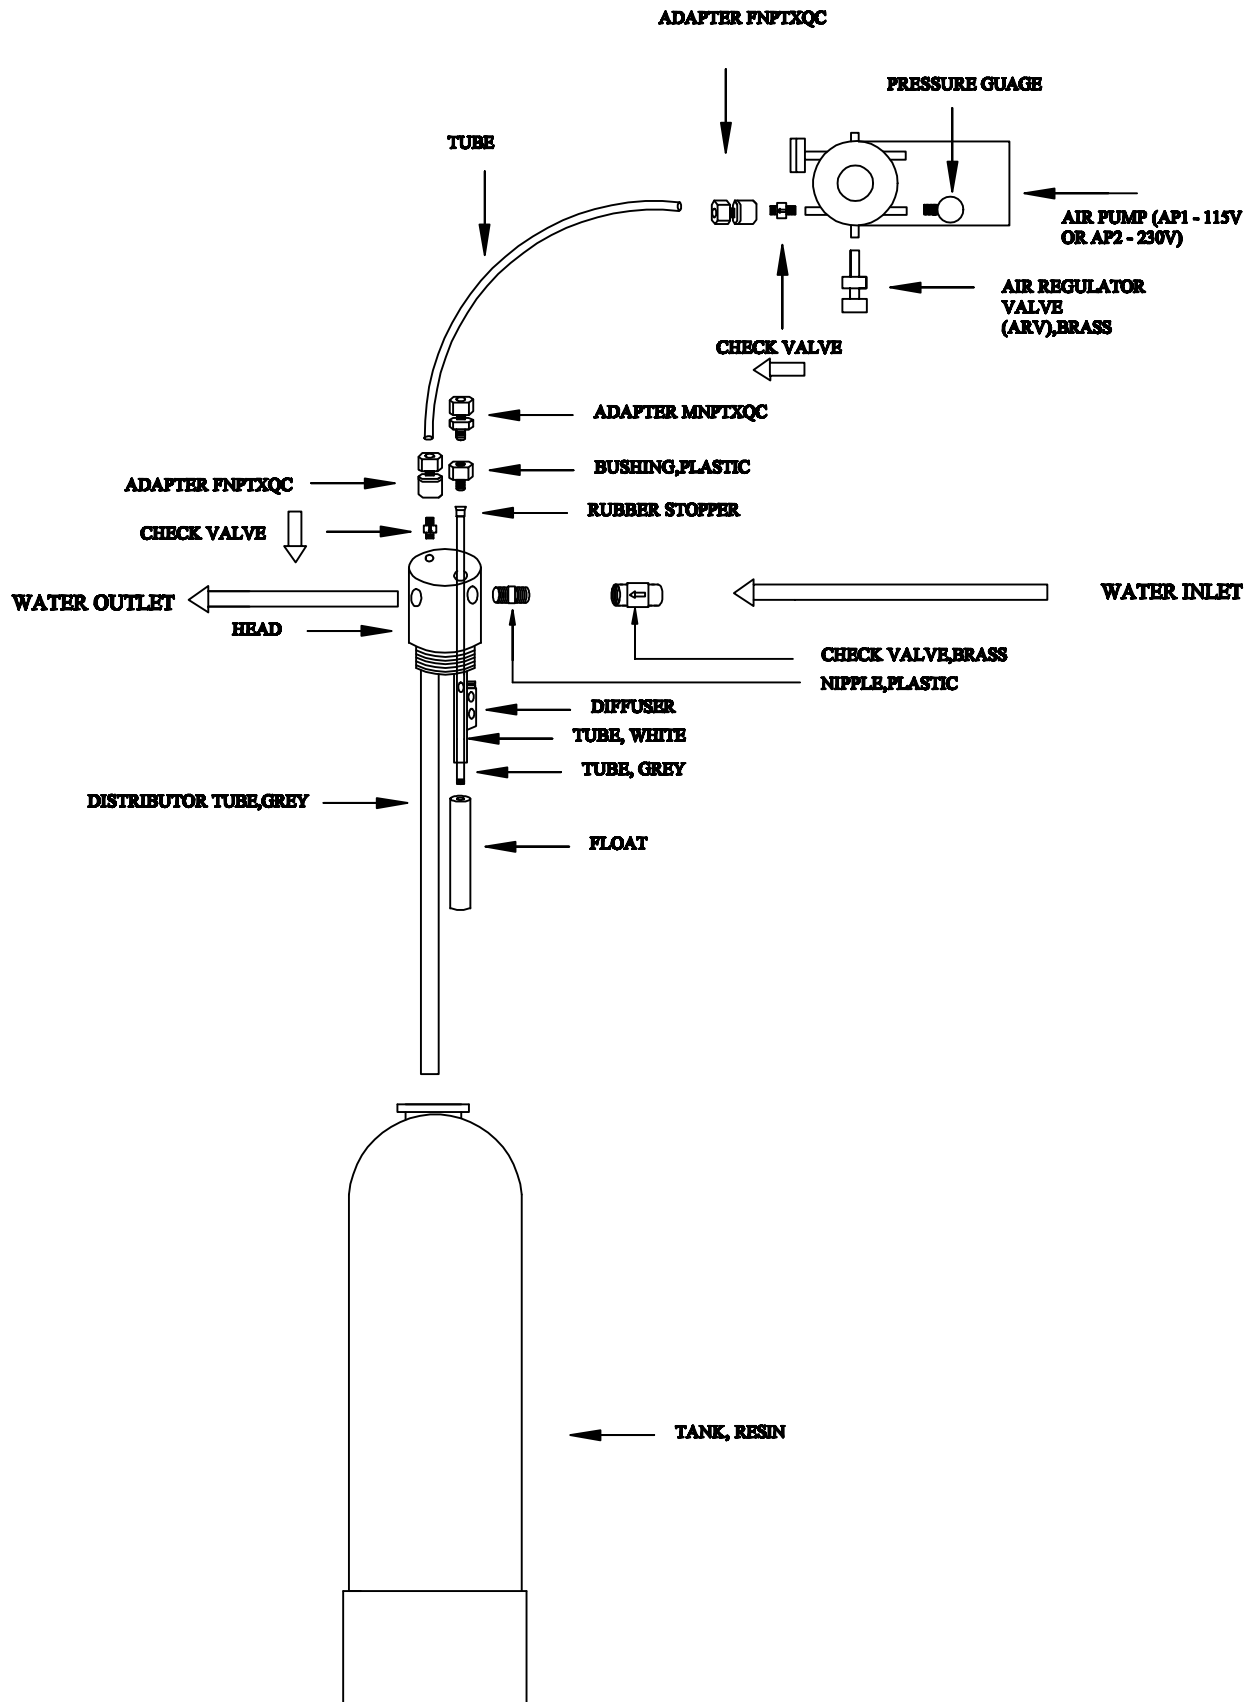 ADAPTER FNPTXQC
PRESSURE GUAGE
TUBE
AIR PUMP (AP1 - 115V
OR AP2 - 230V)
AIR REGULATOR
VALVE
(ARV),BRASS
CHECK VALVE
ADAPTER MNPTXQC
BUSHING,PLASTIC
ADAPTER FNPTXQC
RUBBER STOPPER
CHECK VALVE
WATER OUTLET
WATER INLET
HEAD
CHECK VALVE,BRASS
NIPPLE,PLASTIC
DIFFUSER
TUBE, WHITE
TUBE, GREY
DISTRIBUTOR TUBE,GREY
FLOAT
TANK, RESIN